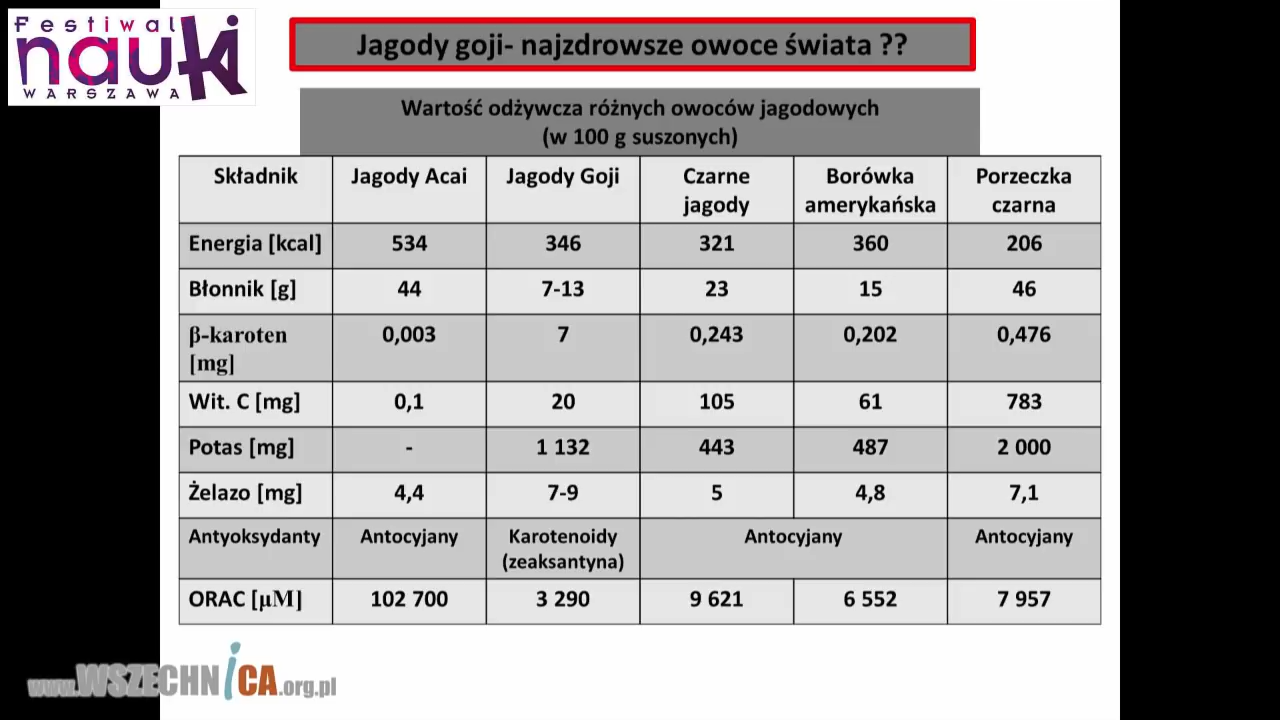 Festiwal
nauki
WARSZAWA
Jagody goji- najzdrowsze owoce świata ??
Wartość odżywcza różnych owoców jagodowych
(w 100 g suszonych)
Składnik Jagody Acai Jagody Goji Czarne jagody Borówka amerykańska Porzeczka czarna
Energia [kcal] 534 346 321 360 206
Błonnik [g] 44 7-13 23 15 46
β-karoten [mg] 0,003 7 0,243 0,202 0,476
Wit. C [mg] 0,1 20 105 61 783
Potas [mg] - 1 132 443 487 2 000
Żelazo [mg] 4,4 7-9 5 4,8 7,1
Antyoksydanty Antocyjany Karotenoidy (zeaksantyna) Antocyjany Antocyjany
ORAC [µM] 102 700 3 290 9 621 6 552 7 957
www.WSZECHNiCA.org.pl